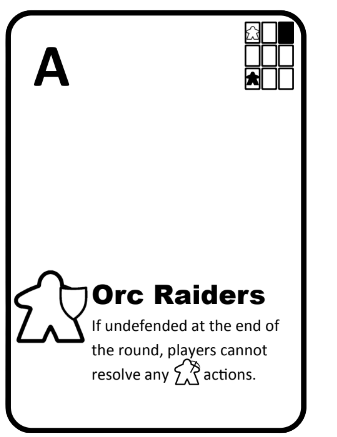 A
Orc Raiders
If undefended at the end of
the round, players cannot
resolve any actions.